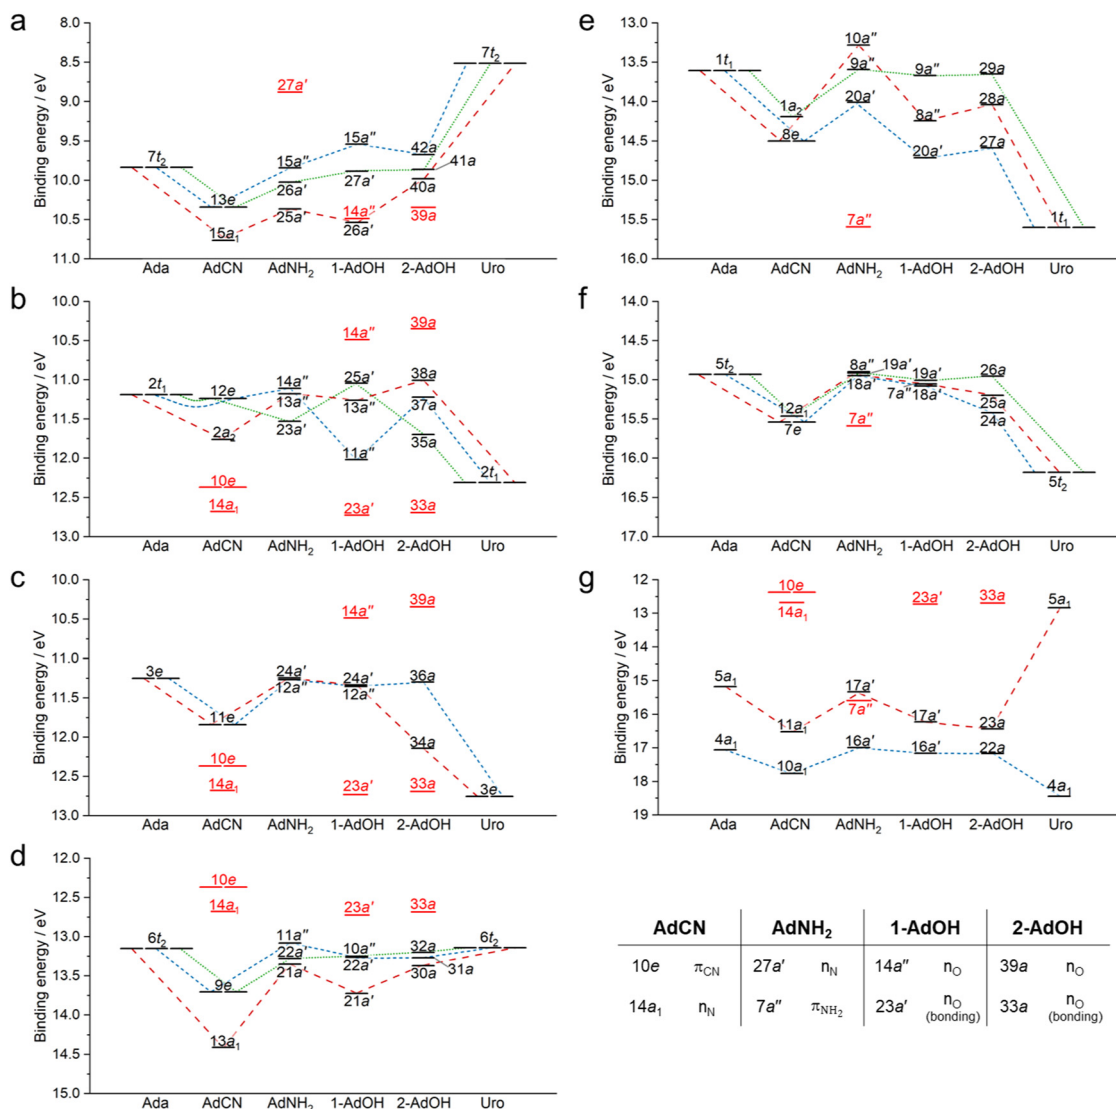 a
8.0
8.5
9.0
9.5
10.0
10.5
11.0
Binding energy / eV
7t₂
13e
15a₁
27a′
15a″
26a′
25a′
15a″
27a′
14a″
26a′
42a
41a
40a
39a
7t₂
Ada AdCN AdNH₂ 1-AdOH 2-AdOH Uro
b
10.0
10.5
11.0
11.5
12.0
12.5
13.0
Binding energy / eV
2t₁
12e
2a₂
10e
14a₁
14a″
13a″
23a′
14a″
25a′
13a″
11a″
23a′
39a
38a
37a
35a
33a
2t₁
Ada AdCN AdNH₂ 1-AdOH 2-AdOH Uro
c
10.0
10.5
11.0
11.5
12.0
12.5
13.0
Binding energy / eV
3e
11e
10e
14a₁
24a′
12a″
14a″
24a′
12a″
23a′
39a
36a
34a
33a
3e
Ada AdCN AdNH₂ 1-AdOH 2-AdOH Uro
d
12.0
12.5
13.0
13.5
14.0
14.5
15.0
Binding energy / eV
6t₂
10e
14a₁
9e
13a₁
11a″
22a′
21a′
23a′
10a″
22a′
21a′
33a
32a
31a
30a
6t₂
Ada AdCN AdNH₂ 1-AdOH 2-AdOH Uro
e
13.0
13.5
14.0
14.5
15.0
15.5
16.0
Binding energy / eV
1t₁
1a₂
8e
10a″
9a″
20a′
7a″
9a″
8a″
20a′
29a
28a
27a
1t₁
Ada AdCN AdNH₂ 1-AdOH 2-AdOH Uro
f
14.0
14.5
15.0
15.5
16.0
16.5
17.0
Binding energy / eV
5t₂
12a₁
7e
8a″
19a′
18a′
7a″
19a′
7a″
18a′
26a
25a
24a
5t₂
Ada AdCN AdNH₂ 1-AdOH 2-AdOH Uro
g
12
13
14
15
16
17
18
19
Binding energy / eV
5a₁
4a₁
10e
14a₁
11a₁
10a₁
17a′
7a″
16a′
23a′
17a′
16a′
33a
23a
22a
5a₁
4a₁
Ada AdCN AdNH₂ 1-AdOH 2-AdOH Uro
AdCN AdNH₂ 1-AdOH 2-AdOH
10e π_CN 27a′ n_N 14a″ n_O 39a n_O
14a₁ n_N 7a″ π_NH₂ 23a′ n_O 33a n_O
(bonding) (bonding)